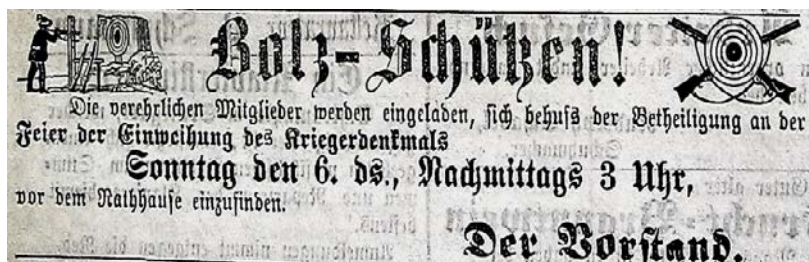 Bolz-Schützen!
Die verehrlichen Mitglieder werden eingeladen, sich behufs der Betheiligung an der
Feier der Einweihung des Kriegerdenkmals
Sonntag den 6. ds., Nachmittags 3 Uhr,
vor dem Rathhause einzufinden.
Der Vorstand.